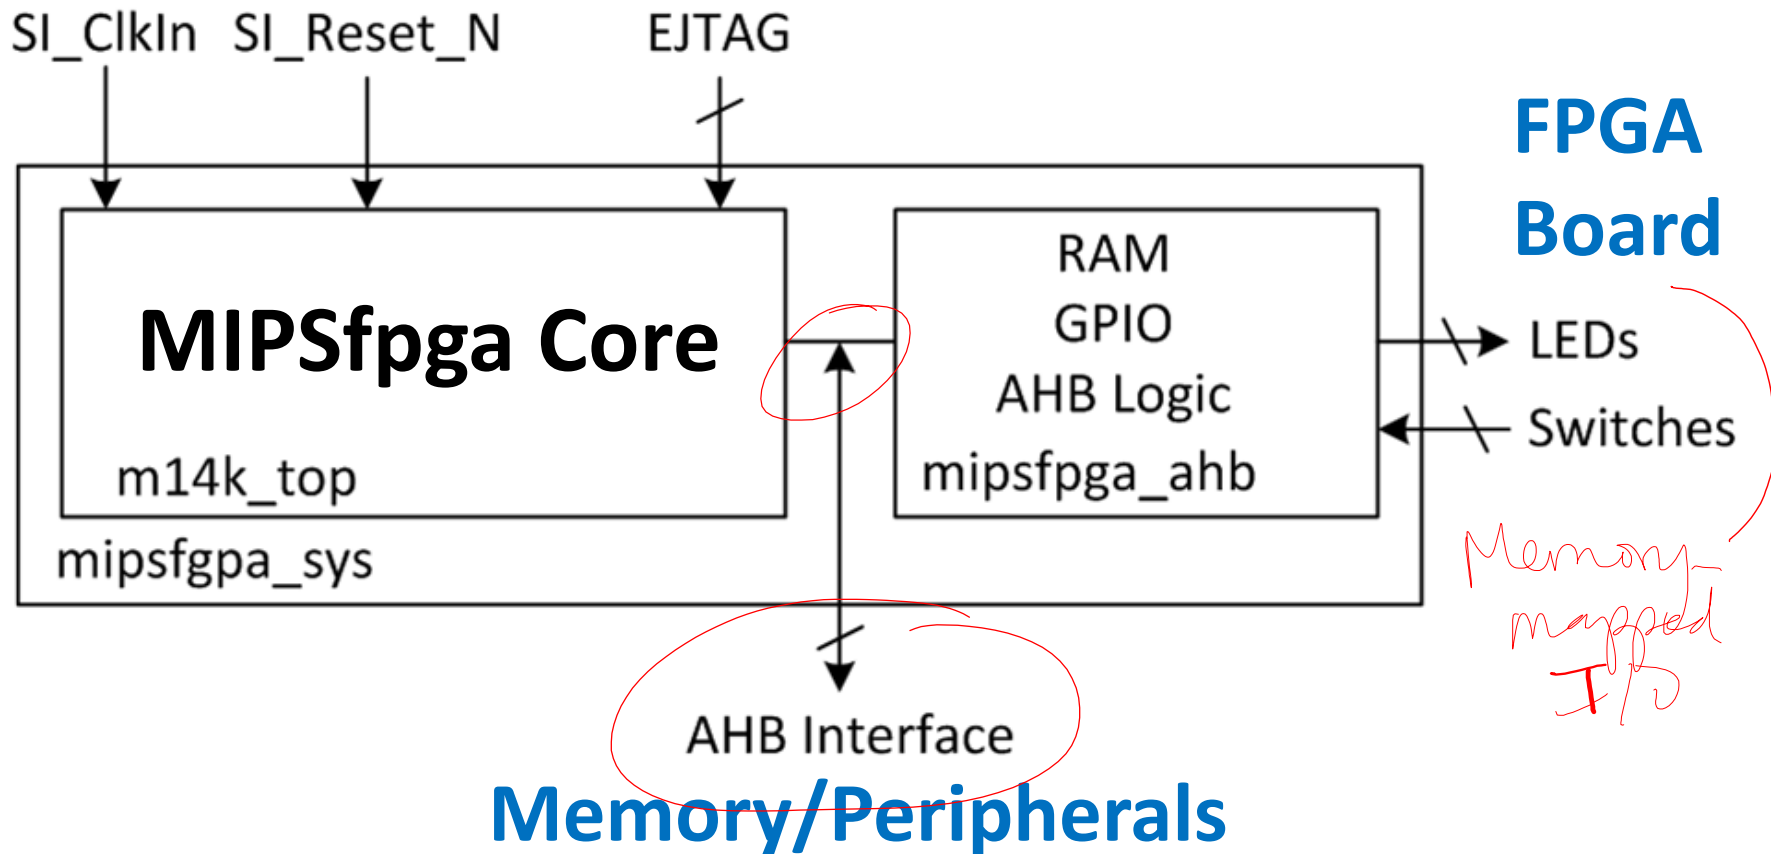 SI_ClkIn
SI_Reset_N
EJTAG
FPGA
Board
MIPSfpga Core
m14k_top
mipsfgpa_sys
RAM
GPIO
AHB Logic
mipsfpga_ahb
LEDs
Switches
Memory-
mapped
I/O
AHB Interface
Memory/Peripherals